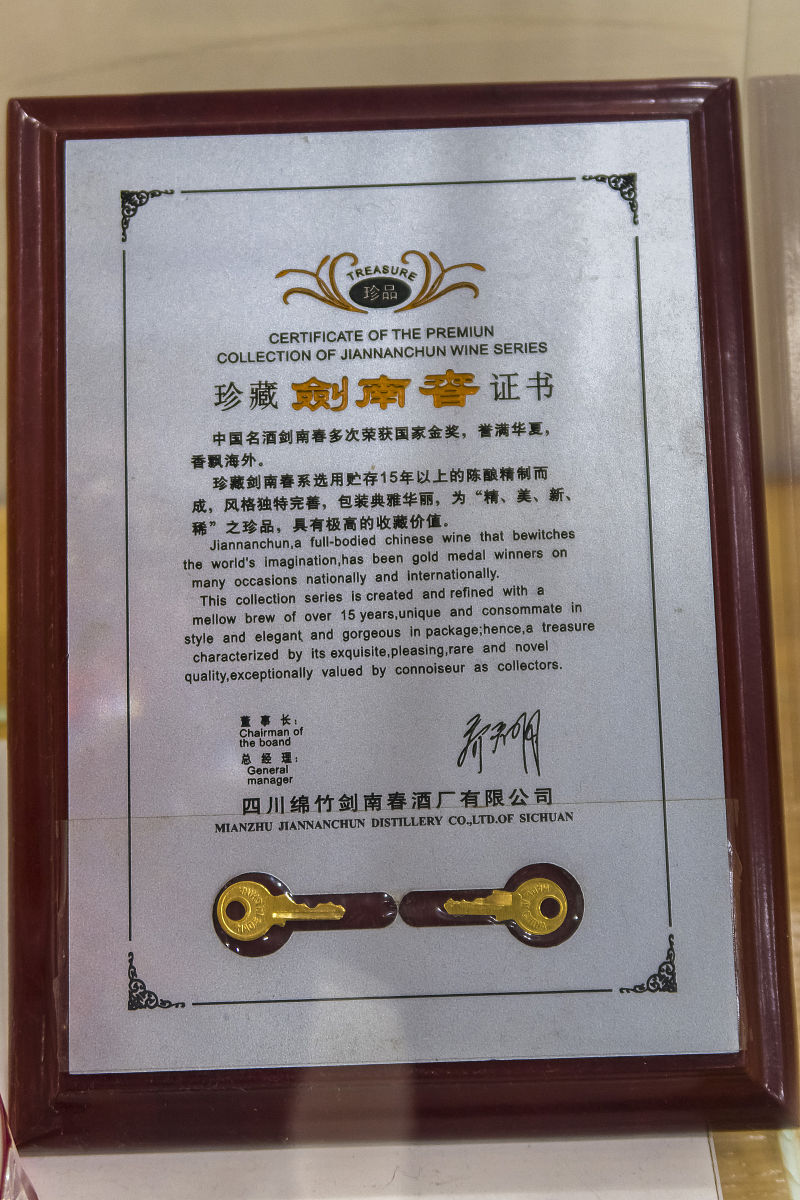 TREASURE
珍品
CERTIFICATE OF THE PREMIUN
COLLECTION OF JIANNANCHUN WINE SERIES
珍藏 劍南春 证书
中国名酒剑南春多次荣获国家金奖，誉满华夏，
香飘海外。
珍藏剑南春系选用贮存15年以上的陈酿精制而
成，风格独特完善，包装典雅华丽，为“精、美、新、
稀”之珍品，具有极高的收藏价值。
Jiannanchun,a full-bodied chinese wine that bewitches
the world's imagination,has been gold medal winners on
many occasions nationally and internationally.
This collection series is created and refined with a
mellow brew of over 15 years,unique and consommate in
style and elegant and gorgeous in package;hence,a treasure
characterized by its exquisite,pleasing,rare and novel
quality,exceptionally valued by connoiseur as collectors.
董 事 长：
Chairman of
the boand
总 经 理：
General
manager
四川绵竹剑南春酒厂有限公司
MIANZHU JIANNANCHUN DISTILLERY CO.,LTD.OF SICHUAN